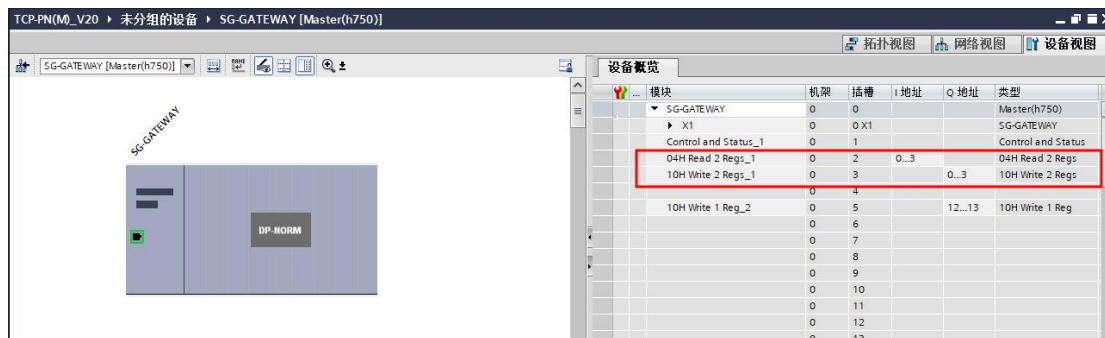 TCP-PN(M)_V20 ▸ 未分组的设备 ▸ SG-GATEWAY [Master(h750)]
拓扑视图 网络视图 设备视图
SG-GATEWAY [Master(h750)]
设备概览
... 模块 机架 插槽 I 地址 Q 地址 类型
SG-GATEWAY 0 0 Master(h750)
X1 0 0 X1 SG-GATEWAY
Control and Status_1 0 1 Control and Status
04H Read 2 Regs_1 0 2 0...3 04H Read 2 Regs
10H Write 2 Regs_1 0 3 0...3 10H Write 2 Regs
0 4
10H Write 1 Reg_2 0 5 12...13 10H Write 1 Reg
0 6
0 7
0 8
0 9
0 10
0 11
0 12
0 13
SG-GATEWAY
DP-NORM